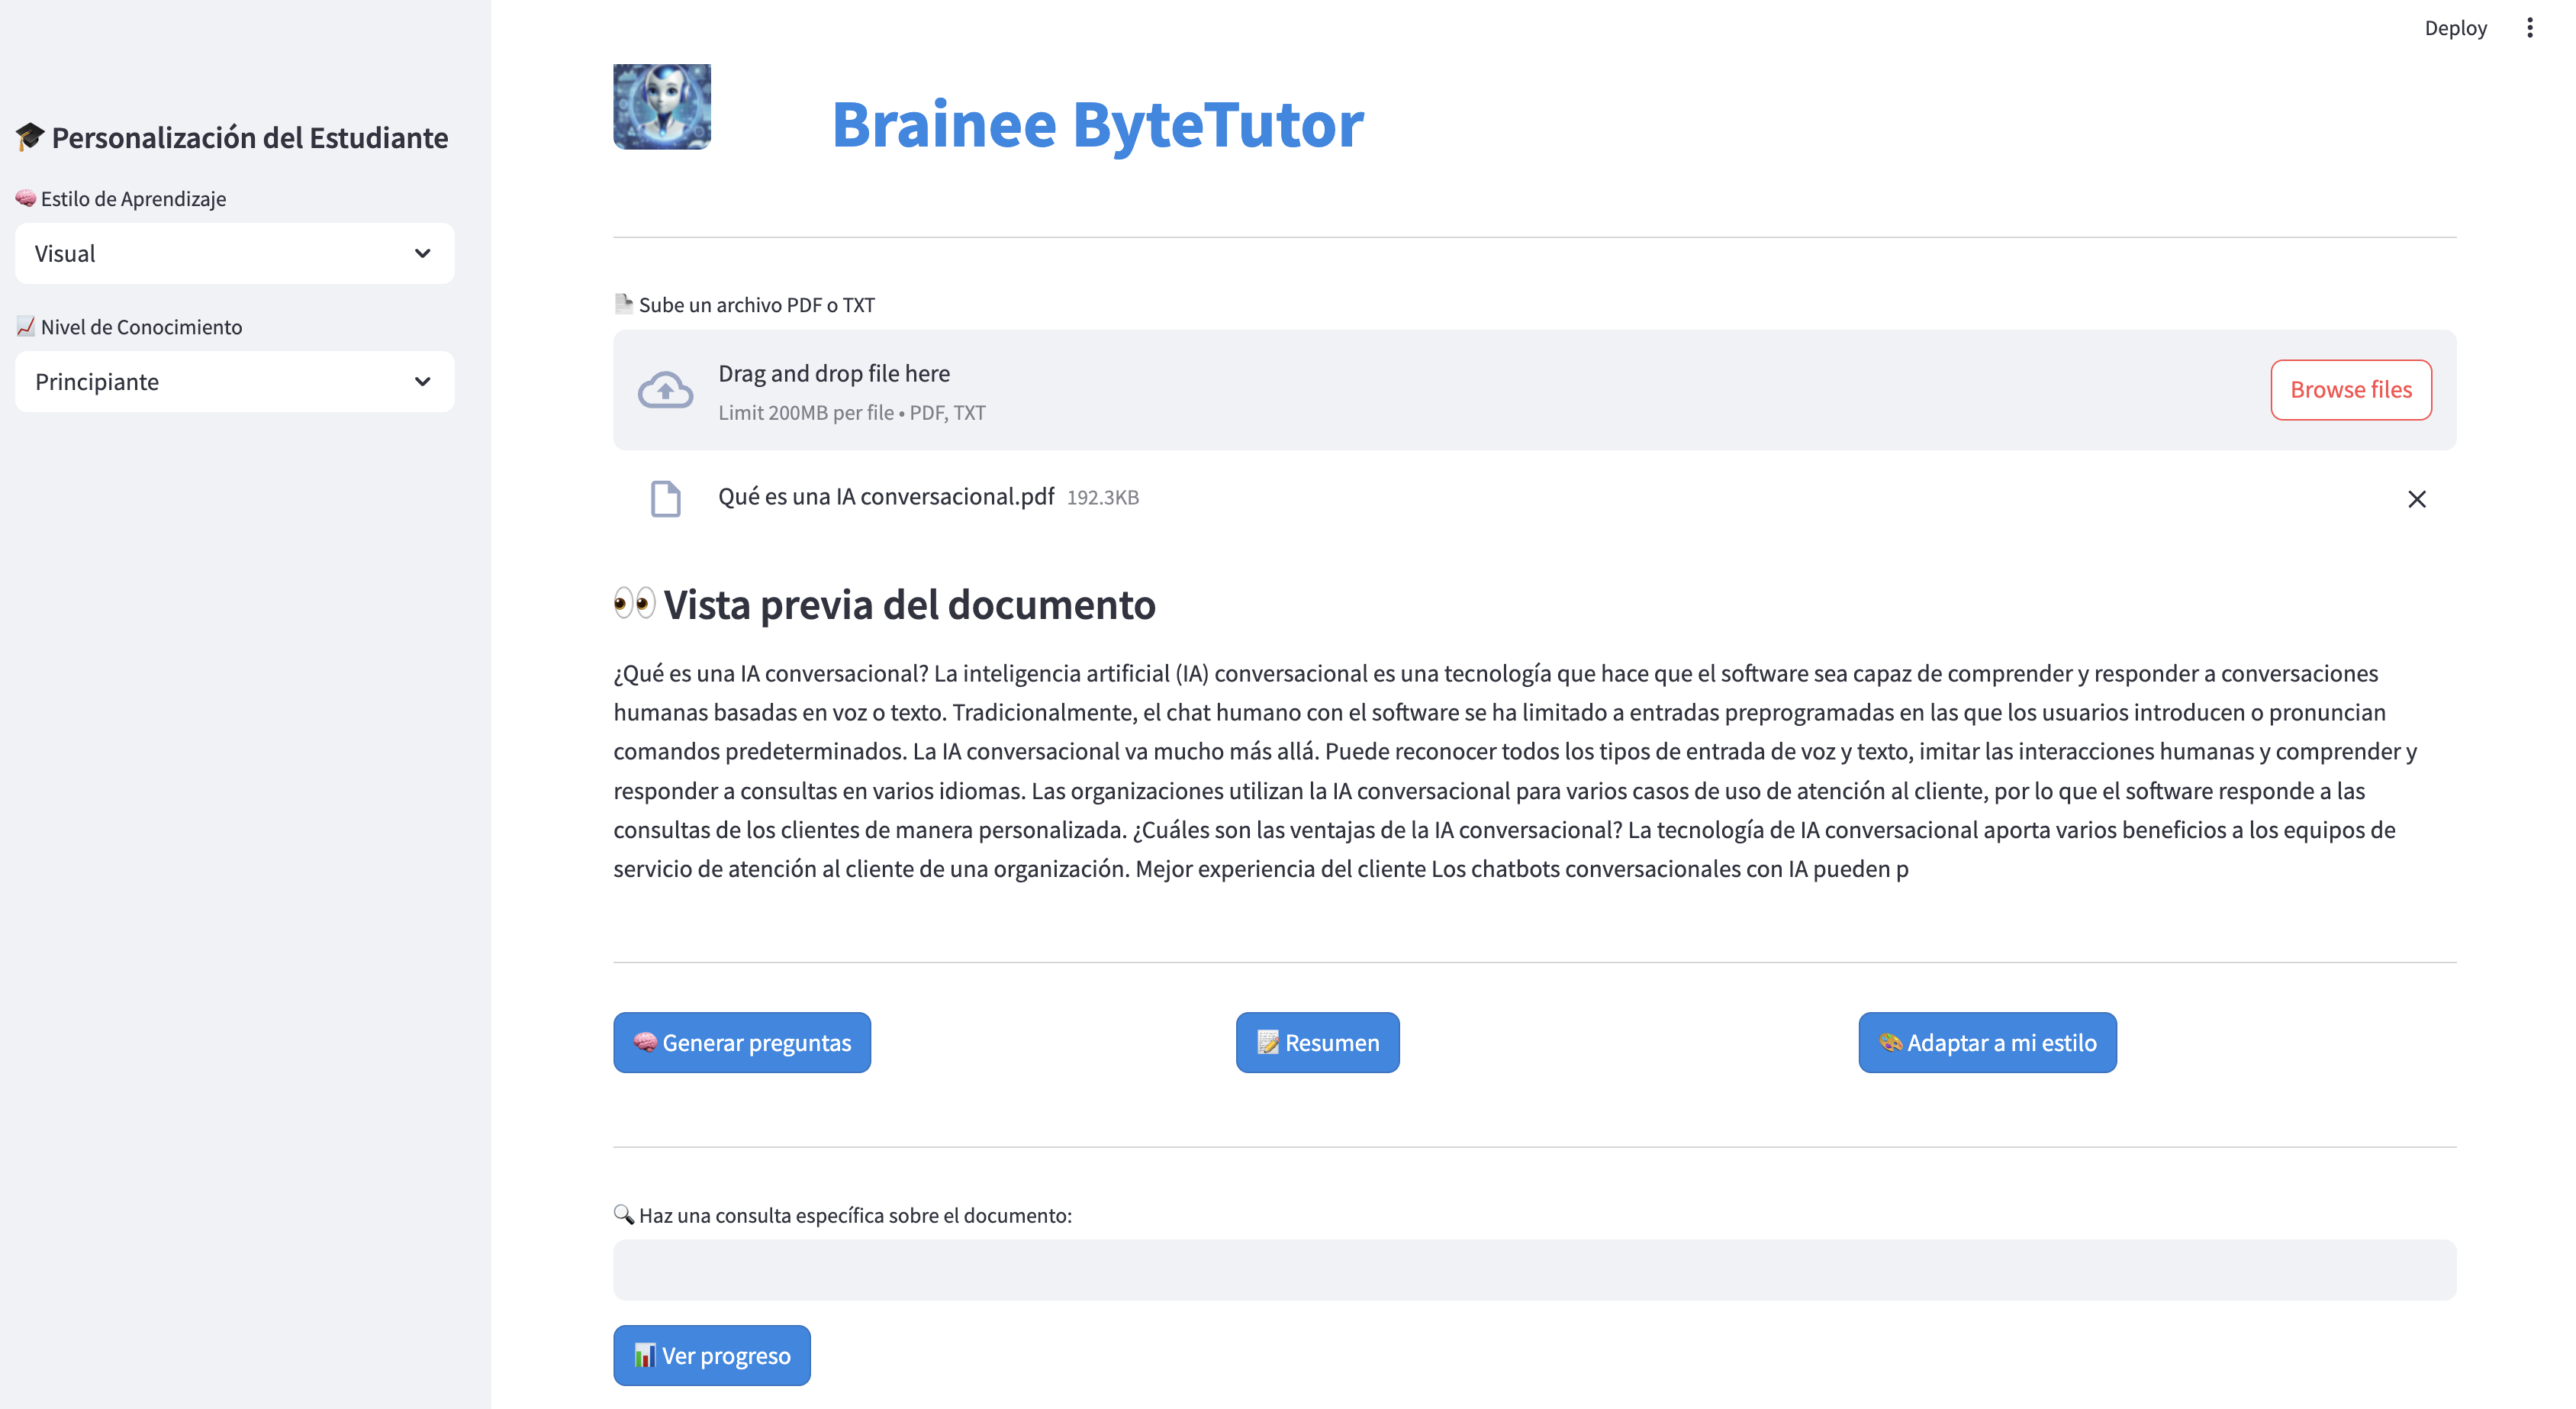 Deploy
🎓 Personalización del Estudiante
🧠 Estilo de Aprendizaje
Visual
📈 Nivel de Conocimiento
Principiante
Brainee ByteTutor
📄 Sube un archivo PDF o TXT
Drag and drop file here
Limit 200MB per file • PDF, TXT
Browse files
Qué es una IA conversacional.pdf 192.3KB
👀 Vista previa del documento
¿Qué es una IA conversacional? La inteligencia artificial (IA) conversacional es una tecnología que hace que el software sea capaz de comprender y responder a conversaciones
humanas basadas en voz o texto. Tradicionalmente, el chat humano con el software se ha limitado a entradas preprogramadas en las que los usuarios introducen o pronuncian
comandos predeterminados. La IA conversacional va mucho más allá. Puede reconocer todos los tipos de entrada de voz y texto, imitar las interacciones humanas y comprender y
responder a consultas en varios idiomas. Las organizaciones utilizan la IA conversacional para varios casos de uso de atención al cliente, por lo que el software responde a las
consultas de los clientes de manera personalizada. ¿Cuáles son las ventajas de la IA conversacional? La tecnología de IA conversacional aporta varios beneficios a los equipos de
servicio de atención al cliente de una organización. Mejor experiencia del cliente Los chatbots conversacionales con IA pueden p
🧠 Generar preguntas
📝 Resumen
🎨 Adaptar a mi estilo
🔍 Haz una consulta específica sobre el documento:
📊 Ver progreso